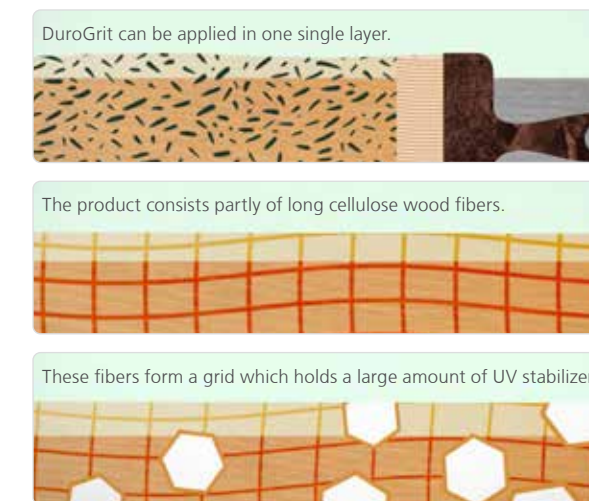 DuroGrit can be applied in one single layer.
The product consists partly of long cellulose wood fibers.
These fibers form a grid which holds a large amount of UV